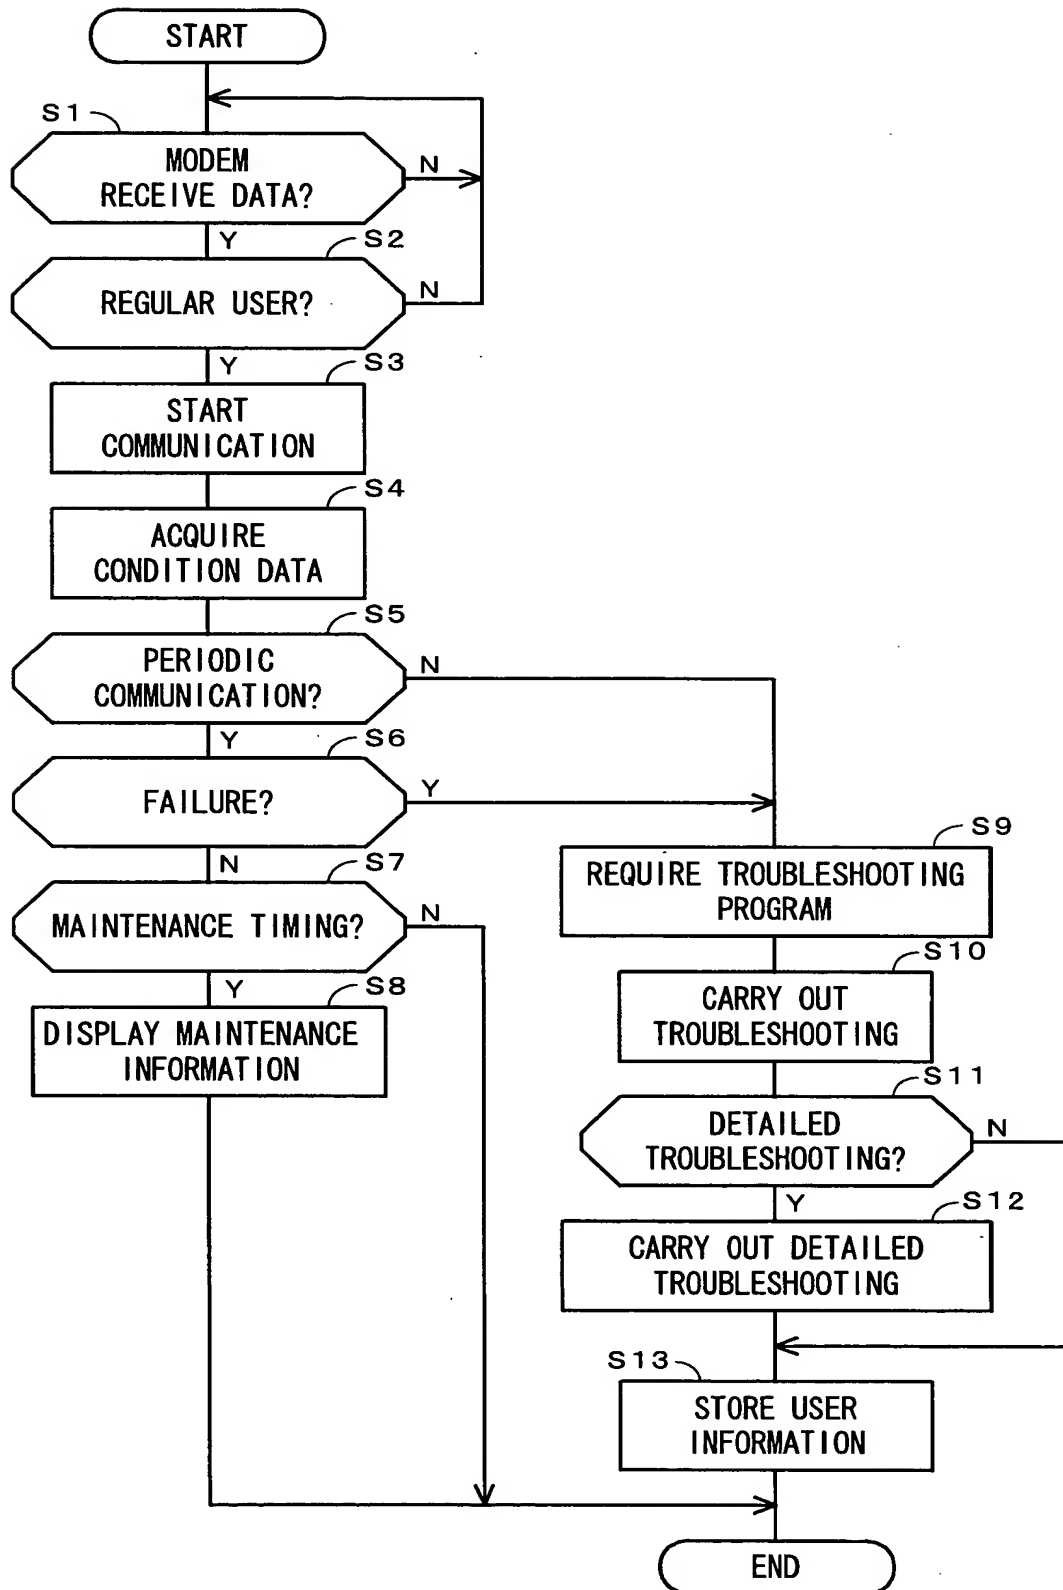 START
S1
MODEM
RECEIVE DATA?
N
Y
S2
REGULAR USER?
N
Y
S3
START
COMMUNICATION
S4
ACQUIRE
CONDITION DATA
S5
PERIODIC
COMMUNICATION?
N
Y
S6
FAILURE?
Y
N
S7
MAINTENANCE TIMING?
N
Y
S8
DISPLAY MAINTENANCE
INFORMATION
S9
REQUIRE TROUBLESHOOTING
PROGRAM
S10
CARRY OUT
TROUBLESHOOTING
S11
DETAILED
TROUBLESHOOTING?
N
Y
S12
CARRY OUT DETAILED
TROUBLESHOOTING
S13
STORE USER
INFORMATION
END